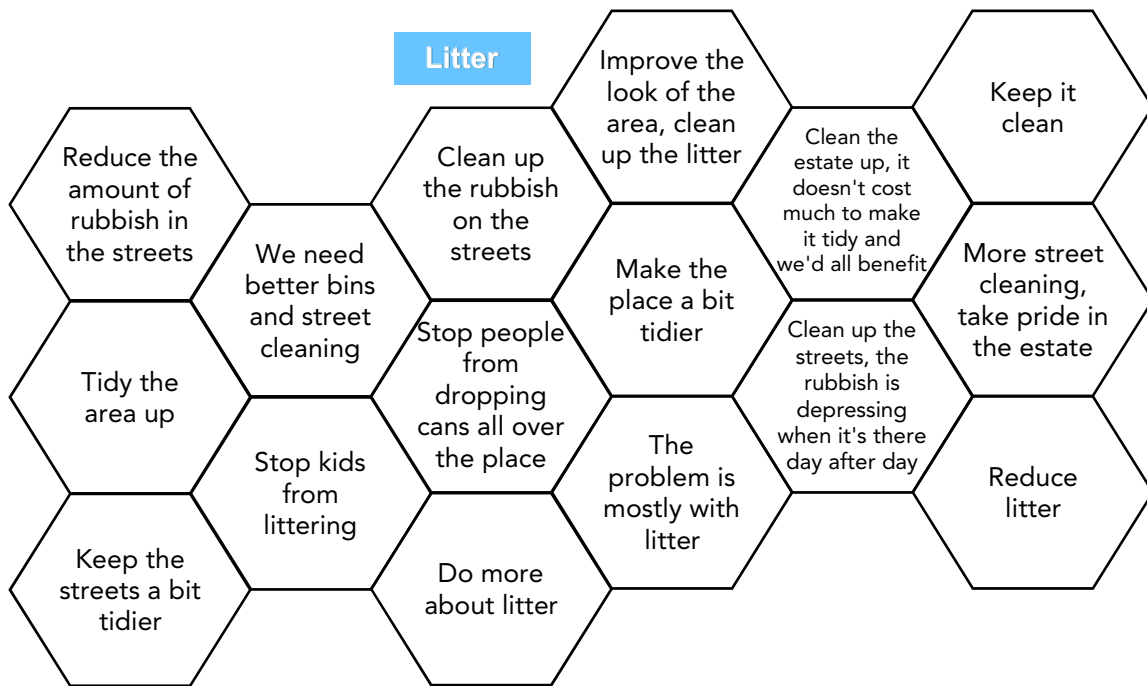 Litter
Reduce the
amount of
rubbish in
the streets
Tidy the
area up
Keep the
streets a bit
tidier
We need
better bins
and street
cleaning
Stop kids
from
littering
Clean up
the rubbish
on the
streets
Stop people
from
dropping
cans all over
the place
Do more
about litter
Improve the
look of the
area, clean
up the litter
Make the
place a bit
tidier
The
problem is
mostly with
litter
Clean the
estate up, it
doesn't cost
much to make
it tidy and
we'd all benefit
Clean up the
streets, the
rubbish is
depressing
when it's there
day after day
Keep it
clean
More street
cleaning,
take pride in
the estate
Reduce
litter